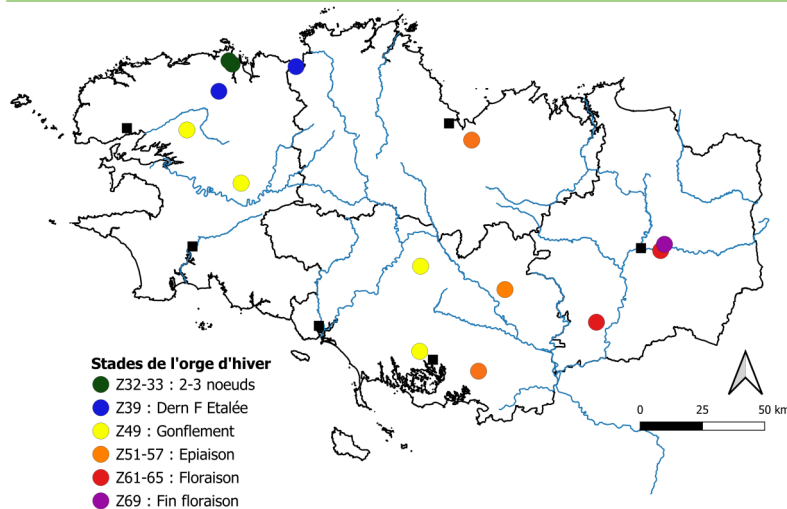 Stades de l'orge d'hiver
Z32-33 : 2-3 noeuds
Z39 : Dern F Etalée
Z49 : Gonflement
Z51-57 : Epiaison
Z61-65 : Floraison
Z69 : Fin floraison
0 25 50 km